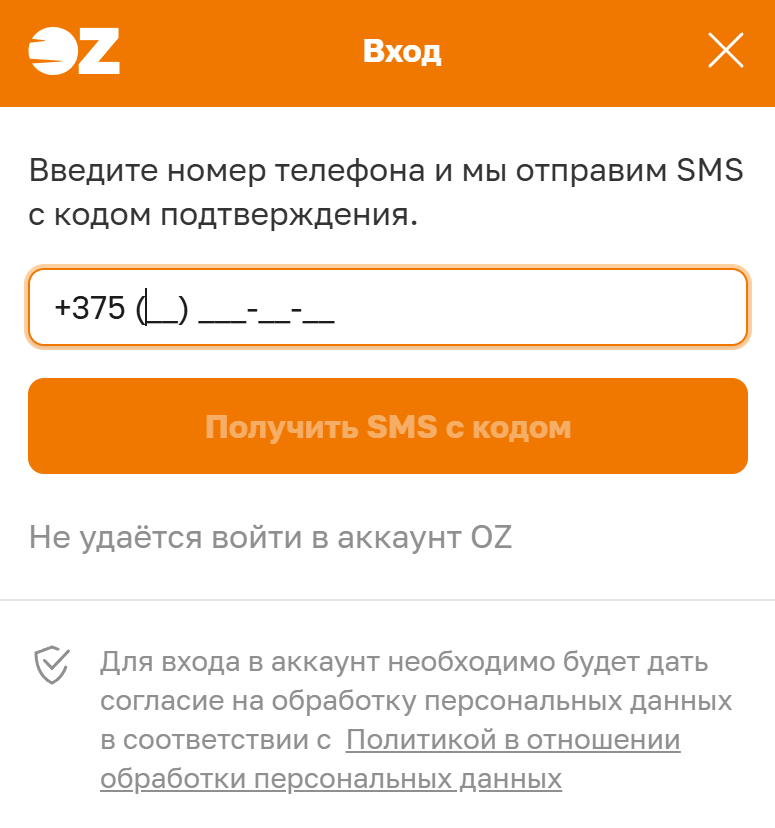 OZ
Вход
Введите номер телефона и мы отправим SMS
с кодом подтверждения.
+375 (__) ___-__-__
Получить SMS с кодом
Не удаётся войти в аккаунт OZ
Для входа в аккаунт необходимо будет дать
согласие на обработку персональных данных
в соответствии с Политикой в отношении
обработки персональных данных